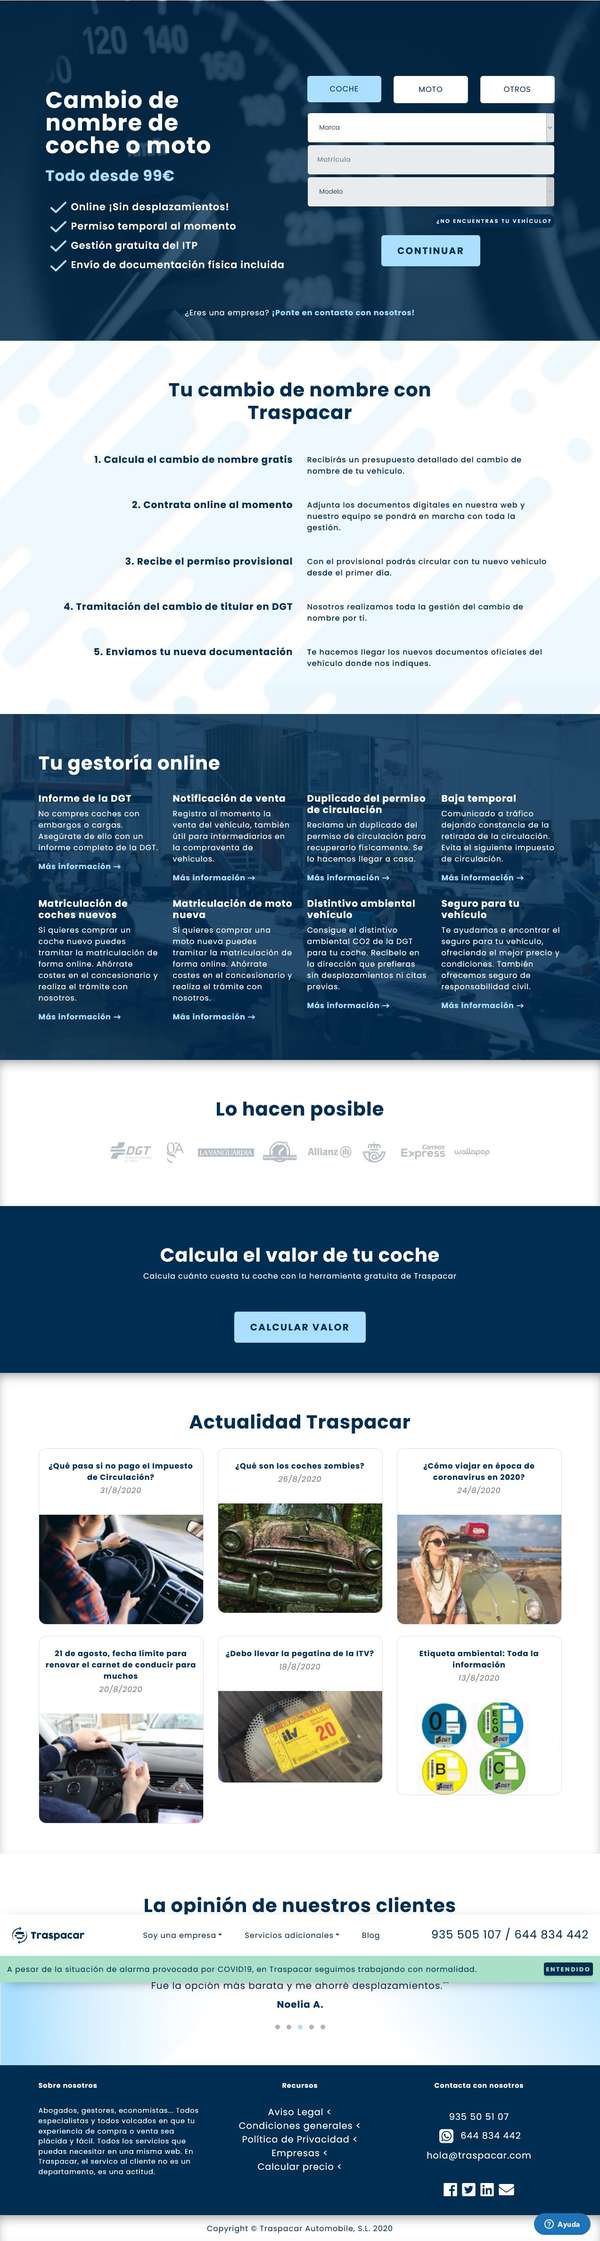 120 140
160
Cambio de
nombre de
coche o moto
Todo desde 99€
Online ¡Sin desplazamientos!
Permiso temporal al momento
Gestión gratuita del ITP
Envío de documentación física incluida
COCHE
MOTO
OTROS
Marca
Matrícula
Modelo
¿NO ENCUENTRAS TU VEHÍCULO?
CONTINUAR
¿Eres una empresa? ¡Ponte en contacto con nosotros!
Tu cambio de nombre con
Traspacar
1. Calcula el cambio de nombre gratis
Recibirás un presupuesto detallado del cambio de
nombre de tu vehículo.
2. Contrata online al momento
Adjunta los documentos digitales en nuestra web y
nuestro equipo se pondrá en marcha con toda la
gestión.
3. Recibe el permiso provisional
Con el provisional podrás circular con tu nuevo vehículo
desde el primer día.
4. Tramitación del cambio de titular en DGT
Nosotros realizamos toda la gestión del cambio de
nombre por ti.
5. Enviamos tu nueva documentación
Te hacemos llegar los nuevos documentos oficiales del
vehículo donde nos indiques.
Tu gestoría online
Informe de la DGT
No compres coches con
embargos o cargas.
Asegúrate de ello con un
informe completo de la DGT.
Más información →
Notificación de venta
Registra al momento la
venta del vehículo, también
útil para intermediarios en
la compraventa de
vehículos.
Más información →
Duplicado del permiso
de circulación
Reclama un duplicado del
permiso de circulación para
recuperarlo físicamente. Se
lo hacemos llegar a casa.
Más información →
Baja temporal
Comunicado a tráfico
dejando constancia de la
retirada de la circulación.
Evita el siguiente impuesto
de circulación.
Más información →
Matriculación de
coches nuevos
Si quieres comprar un
coche nuevo puedes
tramitar la matriculación de
forma online. Ahórrate
costes en el concesionario y
realiza el trámite con
nosotros.
Más información →
Matriculación de moto
nueva
Si quieres comprar una
moto nueva puedes
tramitar la matriculación de
forma online. Ahórrate
costes en el concesionario y
realiza el trámite con
nosotros.
Más información →
Distintivo ambiental
vehículo
Consigue el distintivo
ambiental CO2 de la DGT
para tu coche. Recíbelo en
la dirección que prefieras
sin desplazamientos ni citas
previas.
Más información →
Seguro para tu
vehículo
Te ayudamos a encontrar el
seguro para tu vehículo,
ofreciendo el mejor precio y
condiciones. También
ofrecemos seguro de
responsabilidad civil.
Más información →
Lo hacen posible
DGT
LA VANGUARDIA
Allianz
Correos
Express
wallapop
Calcula el valor de tu coche
Calcula cuánto cuesta tu coche con la herramienta gratuita de Traspacar
CALCULAR VALOR
Actualidad Traspacar
¿Qué pasa si no pago el Impuesto
de Circulación?
31/8/2020
¿Qué son los coches zombies?
26/8/2020
¿Cómo viajar en época de
coronavirus en 2020?
24/8/2020
21 de agosto, fecha límite para
renovar el carnet de conducir para
muchos
20/8/2020
¿Debo llevar la pegatina de la ITV?
18/8/2020
itv
20
Etiqueta ambiental: Toda la
información
13/8/2020
0
ECO
B
C
La opinión de nuestros clientes
Traspacar
Soy una empresa
Servicios adicionales
Blog
935 505 107 / 644 834 442
A pesar de la situación de alarma provocada por COVID19, en Traspacar seguimos trabajando con normalidad.
ENTENDIDO
Fue la opción más barata y me ahorré desplazamientos."
Noelia A.
Sobre nosotros
Abogados, gestores, economistas... Todos
especialistas y todos volcados en que tu
experiencia de compra o venta sea
plácida y fácil. Todos los servicios que
puedas necesitar en una misma web. En
Traspacar, el servico al cliente no es un
departamento, es una actitud.
Recursos
Aviso Legal <
Condiciones generales <
Política de Privacidad <
Empresas <
Calcular precio <
Contacta con nosotros
935 50 51 07
644 834 442
hola@traspacar.com
Copyright © Traspacar Automobile, S.L. 2020
Ayuda